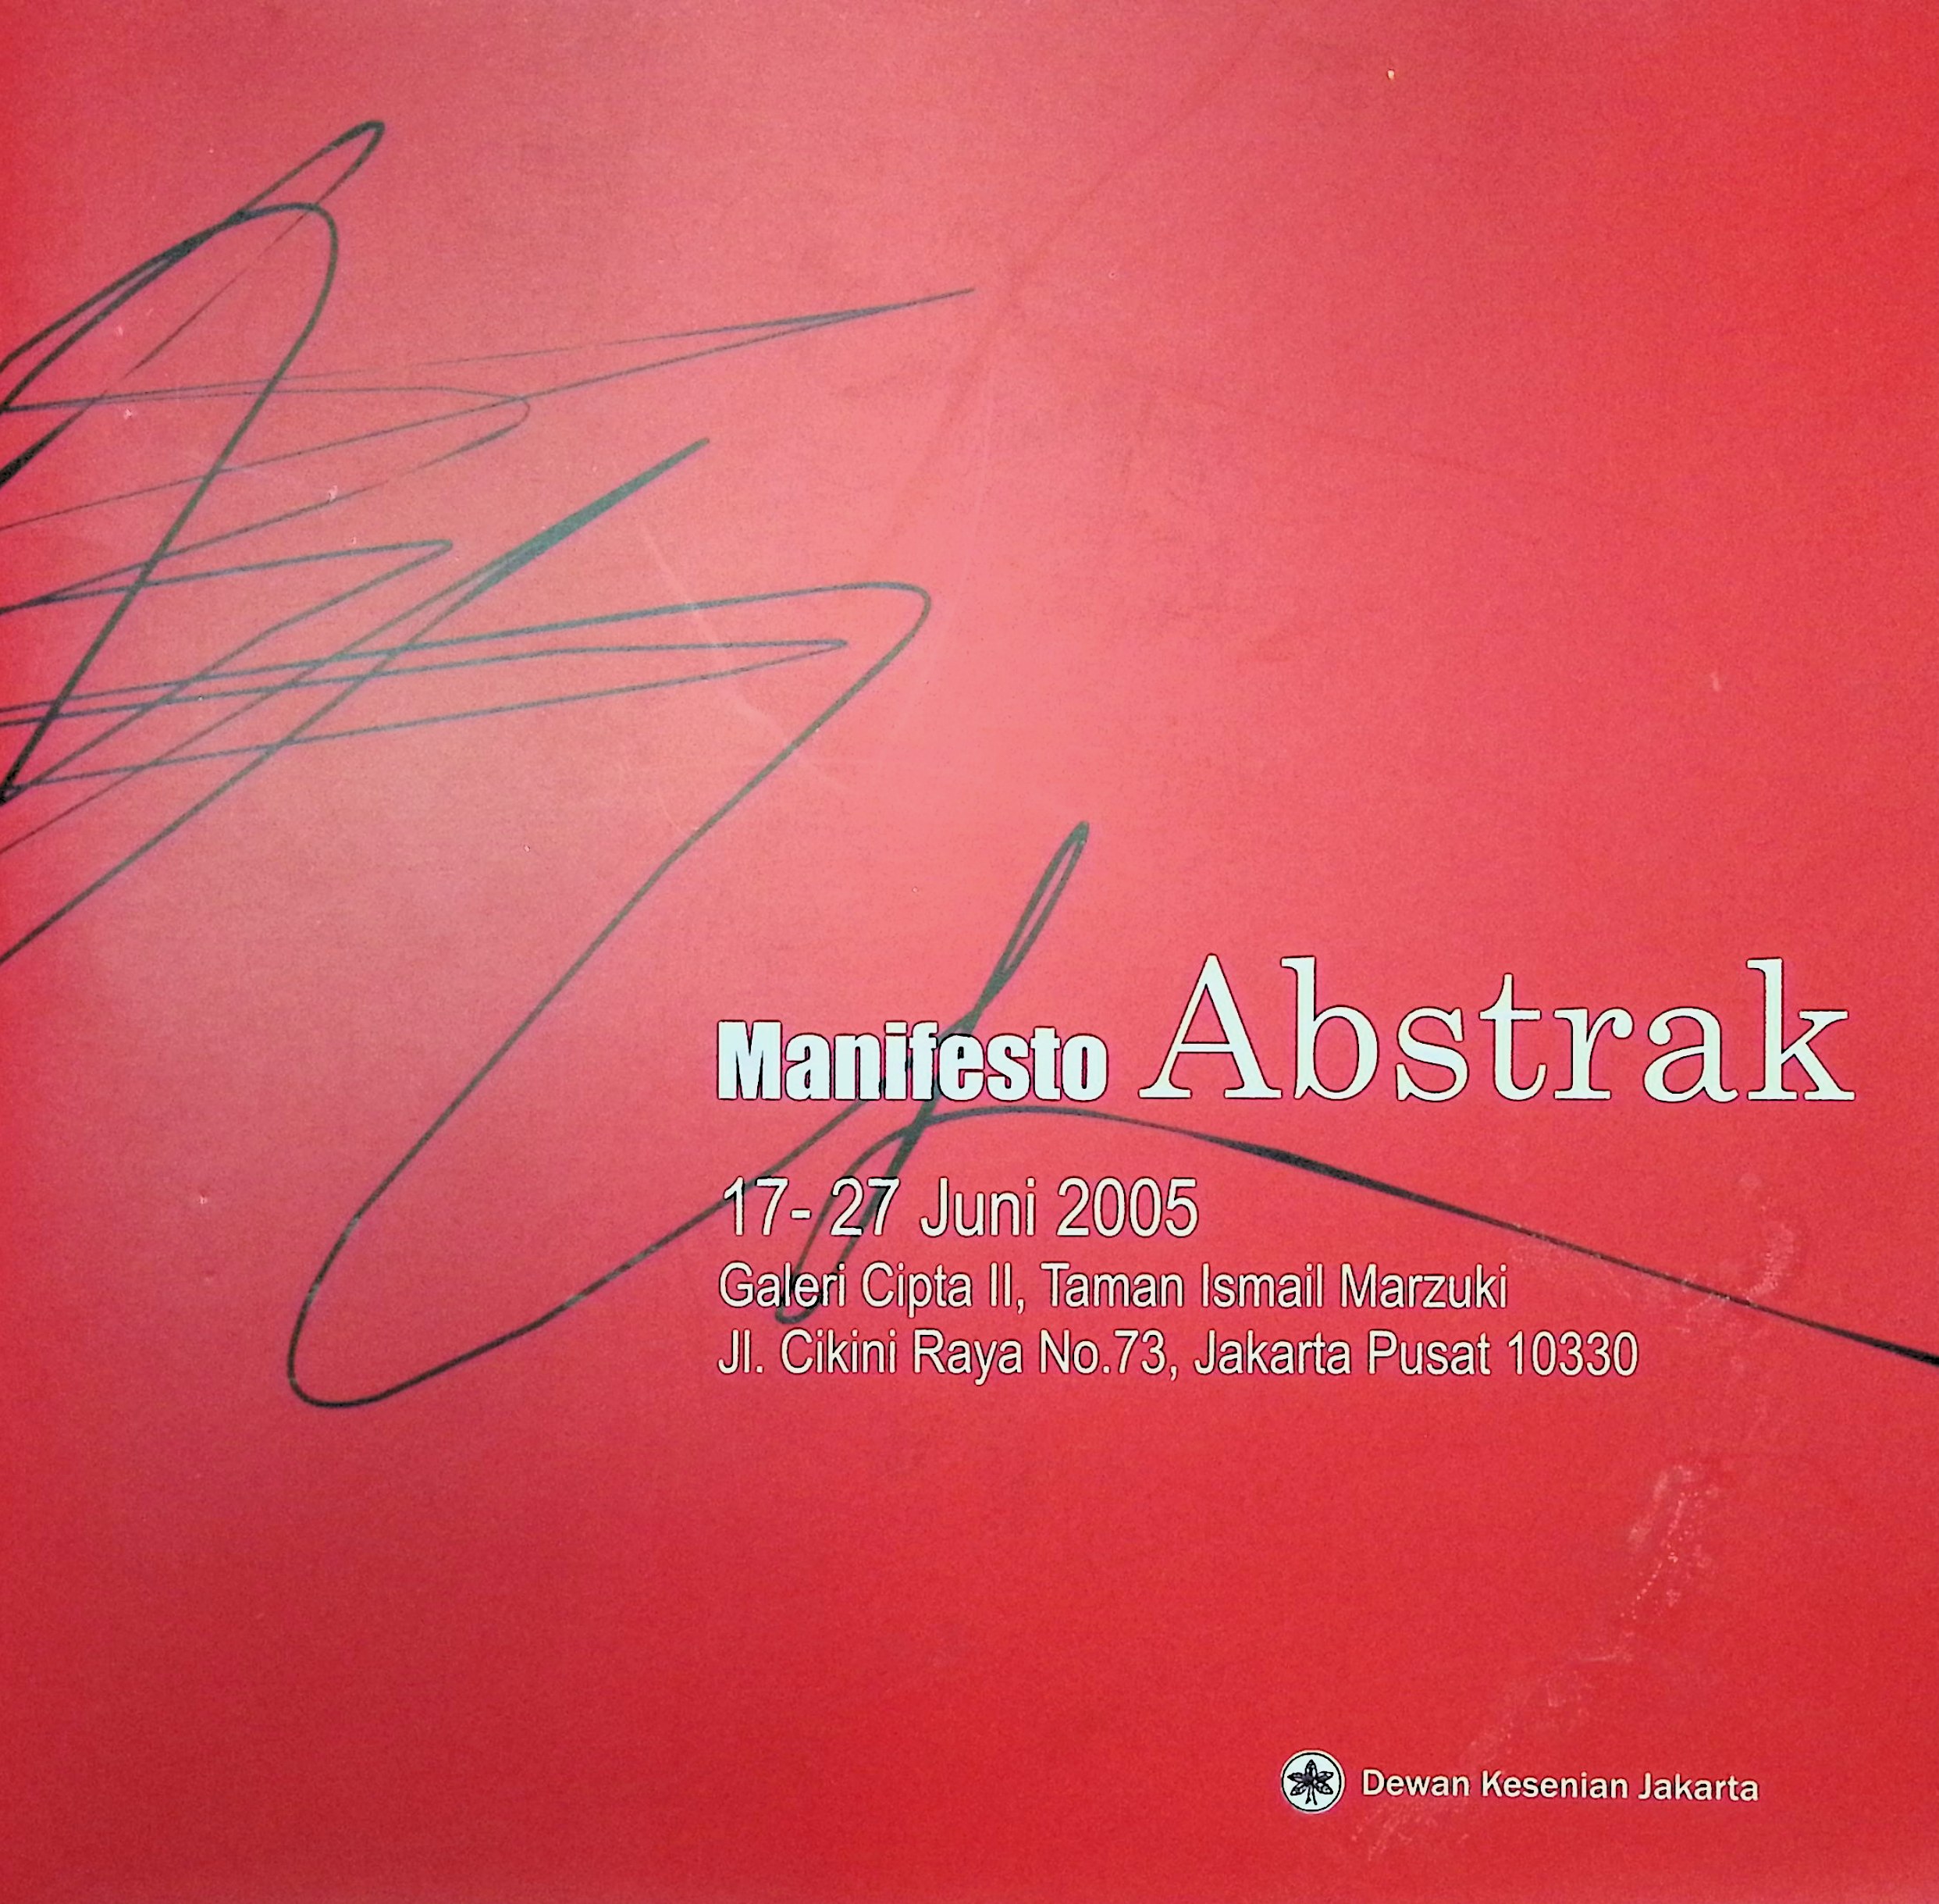 Manifesto Abstrak
17- 27 Juni 2005
Galeri Cipta II, Taman Ismail Marzuki
Jl. Cikini Raya No.73, Jakarta Pusat 10330
Dewan Kesenian Jakarta